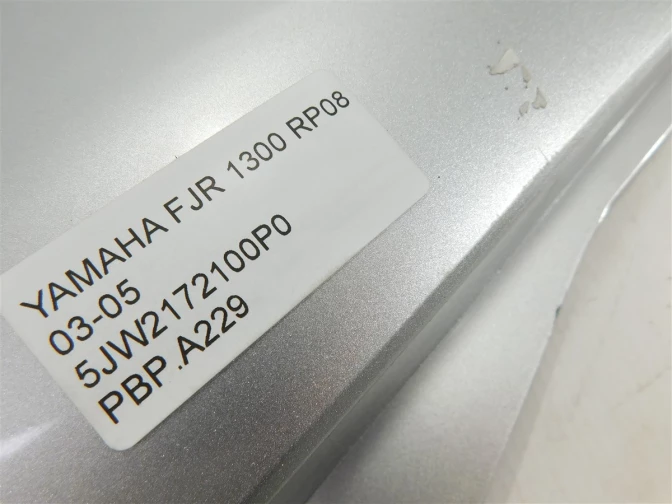 YAMAHA FJR 1300 RP08
03-05
5JW2172100P0
PBP.A229